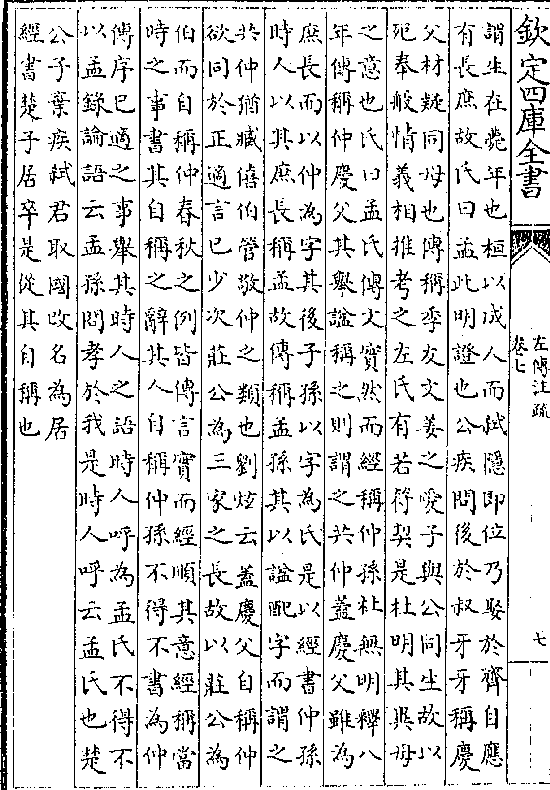 欽定四庫全書
左傳注疏
卷七
七
謂生在薨年也桓以成人而弑隱即位乃娶於齊自應
有長庶故氏曰孟此明證也公疾問後於叔牙牙稱慶
父材疑同母也傳稱季友文姜之愛子與公同生故以
死奉般情義相推考之左氏有若符契是杜明其異母
之意也氏曰孟氏傳文實然而經稱仲孫杜無明釋八
年傳稱仲慶父其舉謚稱之則謂之共仲蓋慶父雖為
庶長而以仲為字其後子孫以字為氏是以經書仲孫
時人以其庶長稱孟故傳稱孟孫其以謚配字而謂之
共仲猶臧僖伯管敬仲之類也劉炫云蓋慶父自稱仲
欲同於正適言已少次莊公為三家之長故以莊公為
伯而自稱仲春秋之例皆傳言實而經順其意經稱當
時之事書其自稱之辭其人自稱仲孫不得不書為仲
傳序已適之事舉其時人之語時人呼為孟氏不得不
以孟錄論語云孟孫問孝於我是時人呼云孟氏也楚
公子棄疾弑君取國改名為居
經書楚子居卒是從其自稱也